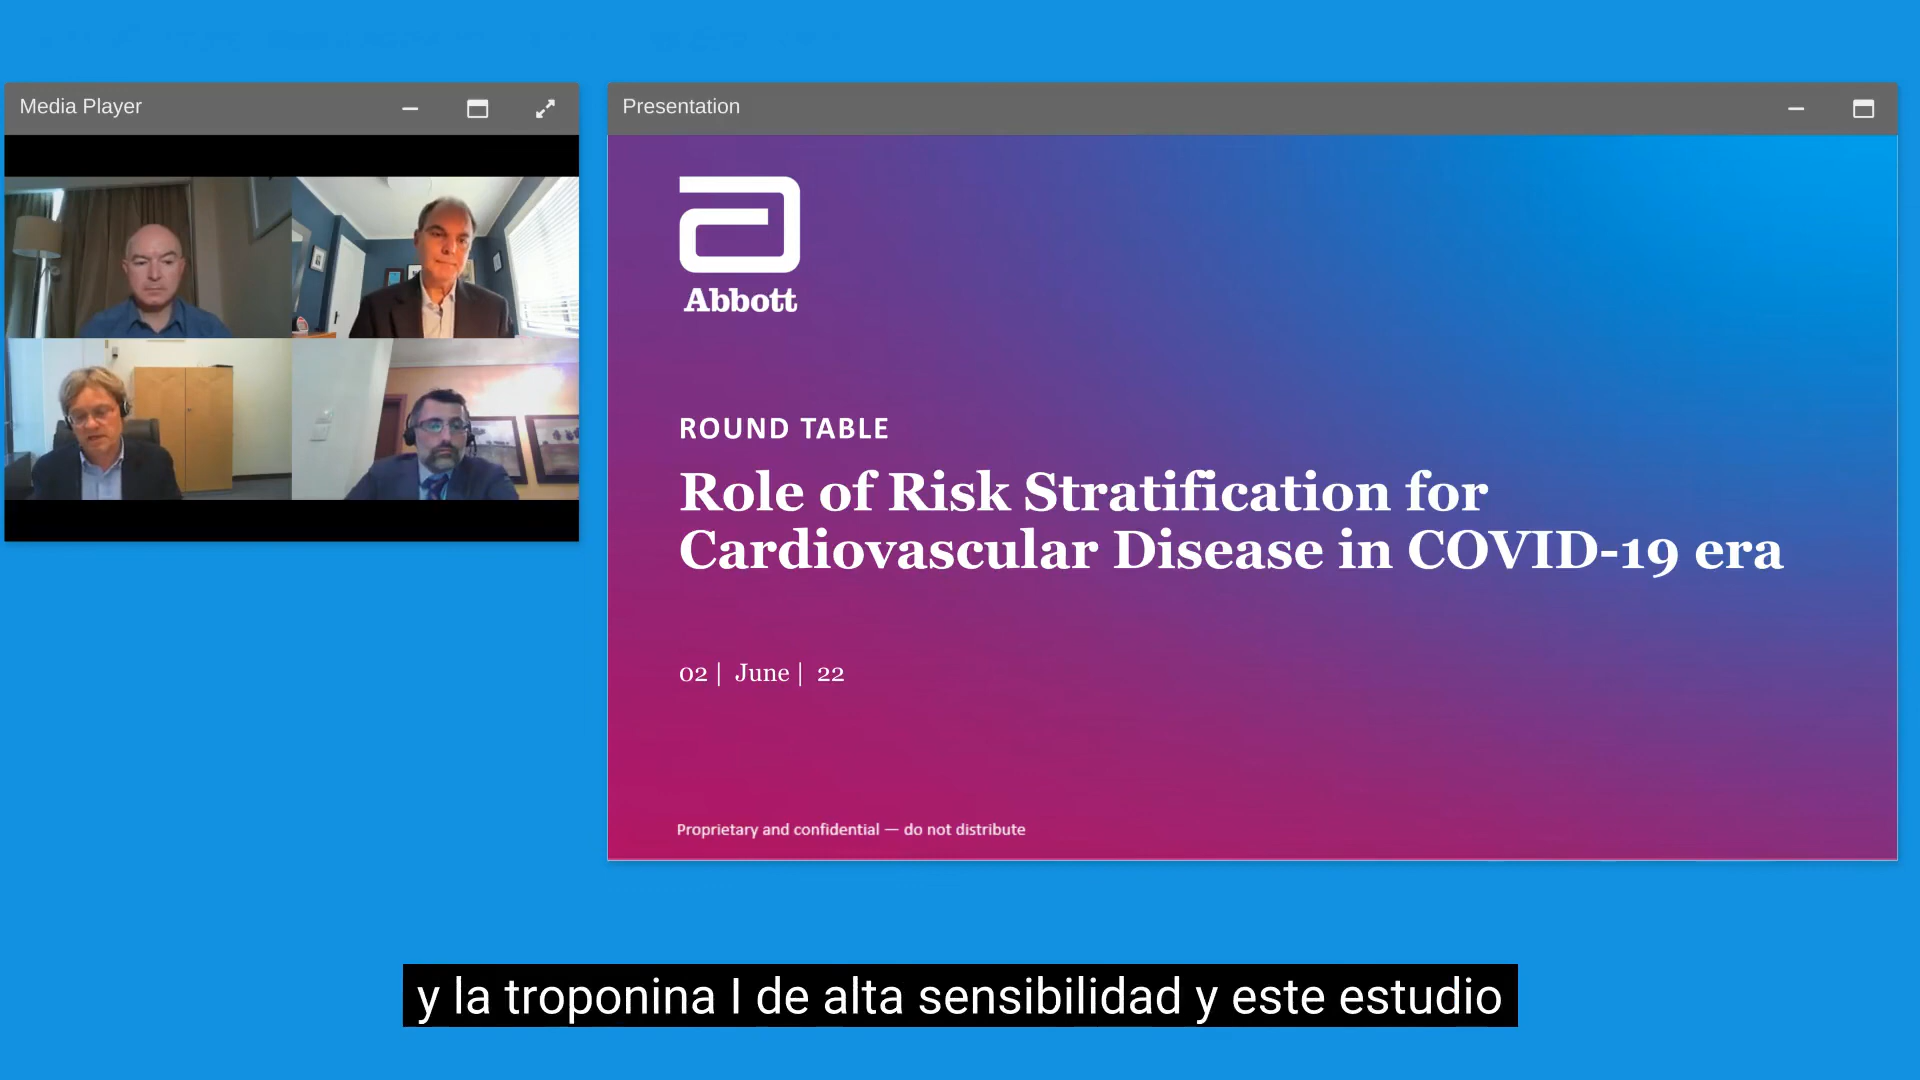 Media Player
Presentation
Abbott
ROUND TABLE
Role of Risk Stratification for
Cardiovascular Disease in COVID-19 era
02 | June | 22
Proprietary and confidential — do not distribute
y la troponina I de alta sensibilidad y este estudio